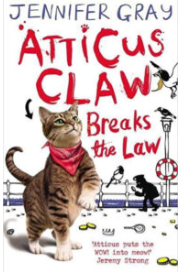 JENNIFER GRAY
ATTICUS
CLAW
Breaks
the Law
'Atticus puts the
WOW into meow!'
Jeremy Strong